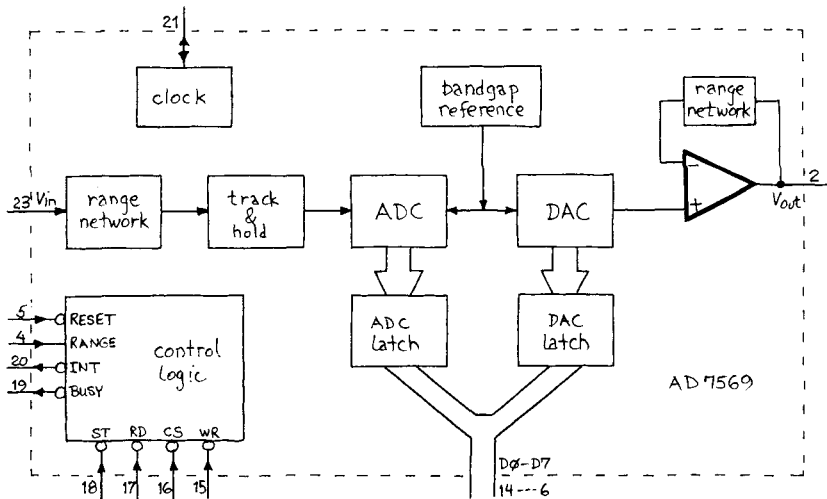 21
clock
bandgap
reference
range
network
23
Vin
range
network
track
&
hold
ADC
DAC
−
+
2
Vout
5
RESET
4
RANGE
20
INT
19
BUSY
control
logic
ST
RD
CS
WR
18
17
16
15
ADC
latch
DAC
latch
AD7569
DØ-D7
14---6